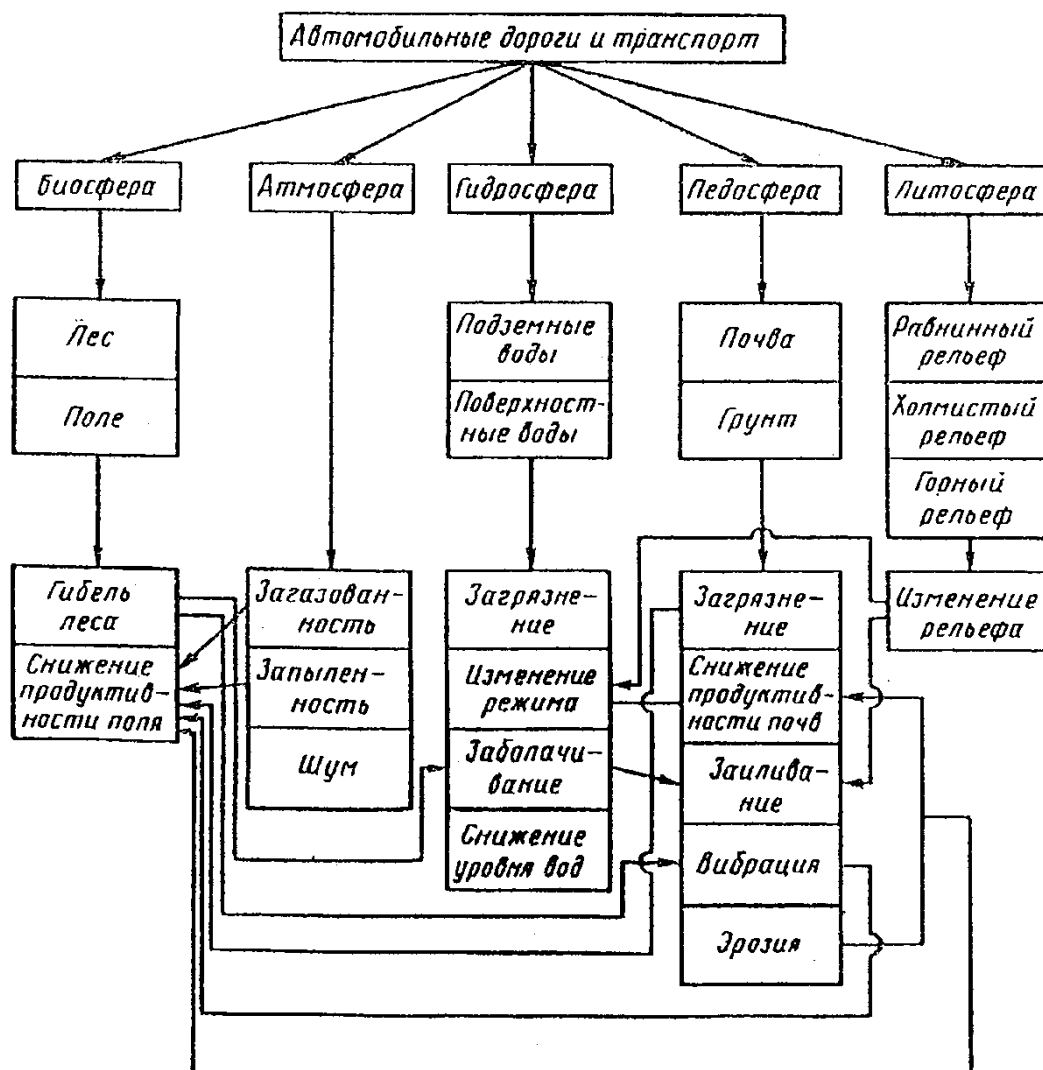 Автомобильные дороги и транспорт
Биосфера
Атмосфера
Гидросфера
Педосфера
Литосфера
Лес
Поле
Подземные
воды
Поверхност-
ные воды
Почва
Грунт
Равнинный
рельеф
Холмистый
рельеф
Горный
рельеф
Гибель
леса
Снижение
продуктив-
ности поля
Загазован-
ность
Запылен-
ность
Шум
Загрязне-
ние
Изменение
режима
Заболачи-
вание
Снижение
уровня вод
Загрязне-
ние
Снижение
продуктив-
ности почв
Заилива-
ние
Вибрация
Эрозия
Изменение
рельефа